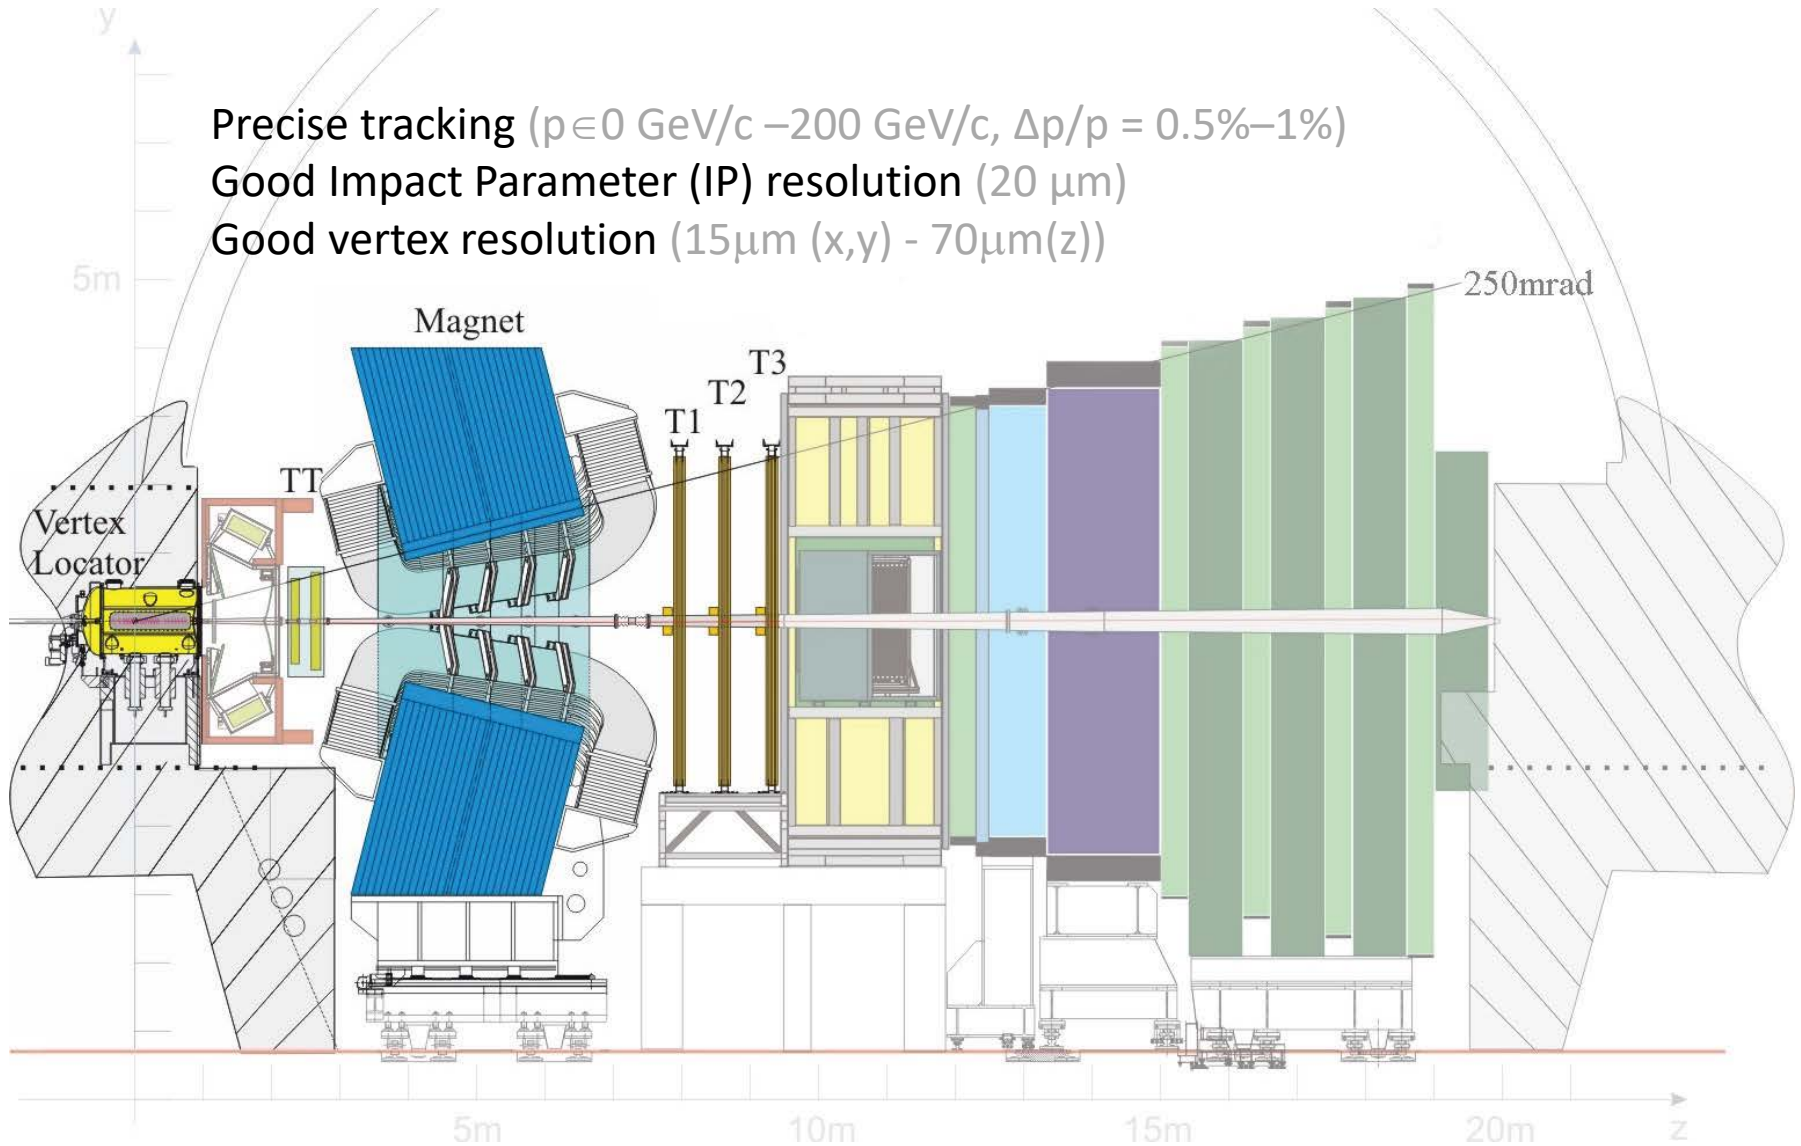 y
Precise tracking (p∈0 GeV/c –200 GeV/c, Δp/p = 0.5%–1%)
Good Impact Parameter (IP) resolution (20 μm)
Good vertex resolution (15μm (x,y) - 70μm(z))
5m
250mrad
Magnet
T3
T2
T1
TT
Vertex
Locator
5m
10m
15m
20m
z